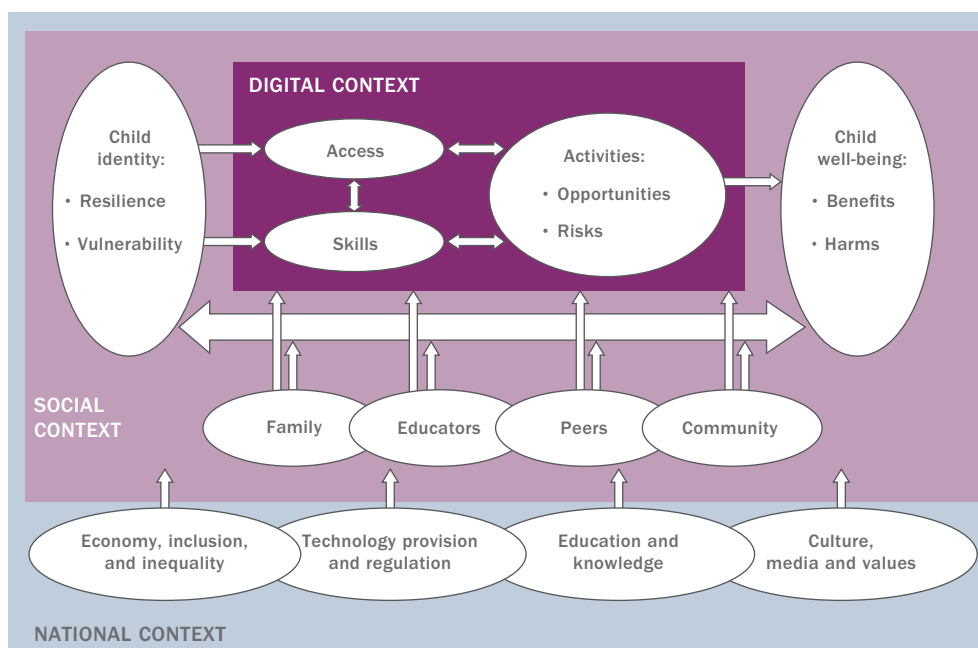 DIGITAL CONTEXT
Child
identity:
• Resilience
• Vulnerability
Access
Skills
Activities:
• Opportunities
• Risks
Child
well-being:
• Benefits
• Harms
SOCIAL
CONTEXT
Family
Educators
Peers
Community
Economy, inclusion,
and inequality
Technology provision
and regulation
Education and
knowledge
Culture,
media and values
NATIONAL CONTEXT